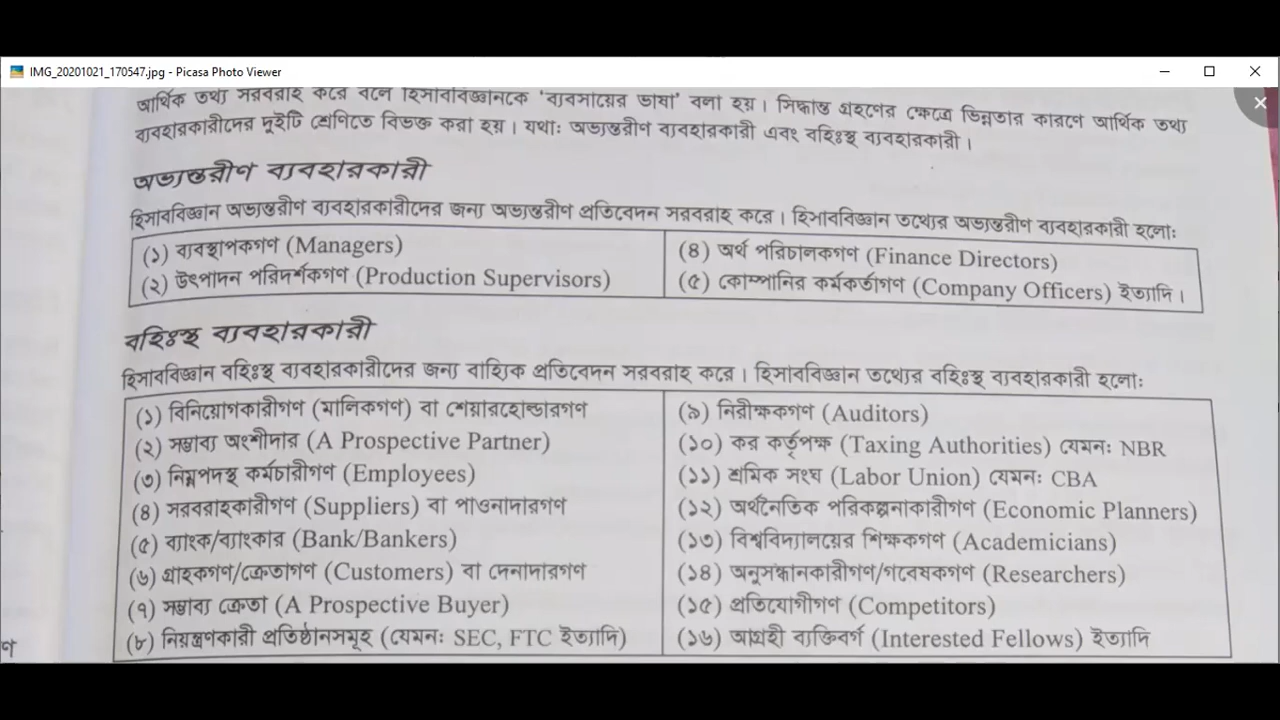 IMG_20201021_170547.jpg - Picasa Photo Viewer
আর্থিক তথ্য সরবরাহ করে বলে হিসাববিজ্ঞানকে 'ব্যবসায়ের ভাষা' বলা হয়। সিদ্ধান্ত গ্রহণের ক্ষেত্রে ভিন্নতার কারণে আর্থিক তথ্য
ব্যবহারকারীদের দুইটি শ্রেণিতে বিভক্ত করা হয়। যথাঃ অভ্যন্তরীণ ব্যবহারকারী এবং বহিঃস্থ ব্যবহারকারী।
অভ্যন্তরীণ ব্যবহারকারী
হিসাববিজ্ঞান অভ্যন্তরীণ ব্যবহারকারীদের জন্য অভ্যন্তরীণ প্রতিবেদন সরবরাহ করে। হিসাববিজ্ঞান তথ্যের অভ্যন্তরীণ ব্যবহারকারী হলোঃ
(১) ব্যবস্থাপকগণ (Managers)
(২) উৎপাদন পরিদর্শকগণ (Production Supervisors)
(৪) অর্থ পরিচালকগণ (Finance Directors)
(৫) কোম্পানির কর্মকর্তাগণ (Company Officers) ইত্যাদি।
বহিঃস্থ ব্যবহারকারী
হিসাববিজ্ঞান বহিঃস্থ ব্যবহারকারীদের জন্য বাহ্যিক প্রতিবেদন সরবরাহ করে। হিসাববিজ্ঞান তথ্যের বহিঃস্থ ব্যবহারকারী হলোঃ
(১) বিনিয়োগকারীগণ (মালিকগণ) বা শেয়ারহোল্ডারগণ
(২) সম্ভাব্য অংশীদার (A Prospective Partner)
(৩) নিম্নপদস্থ কর্মচারীগণ (Employees)
(৪) সরবরাহকারীগণ (Suppliers) বা পাওনাদারগণ
(৫) ব্যাংক/ব্যাংকার (Bank/Bankers)
(৬) গ্রাহকগণ/ক্রেতাগণ (Customers) বা দেনাদারগণ
(৭) সম্ভাব্য ক্রেতা (A Prospective Buyer)
(৮) নিয়ন্ত্রণকারী প্রতিষ্ঠানসমূহ (যেমনঃ SEC, FTC ইত্যাদি)
(৯) নিরীক্ষকগণ (Auditors)
(১০) কর কর্তৃপক্ষ (Taxing Authorities) যেমনঃ NBR
(১১) শ্রমিক সংঘ (Labor Union) যেমনঃ CBA
(১২) অর্থনৈতিক পরিকল্পনাকারীগণ (Economic Planners)
(১৩) বিশ্ববিদ্যালয়ের শিক্ষকগণ (Academicians)
(১৪) অনুসন্ধানকারীগণ/গবেষকগণ (Researchers)
(১৫) প্রতিযোগীগণ (Competitors)
(১৬) আগ্রহী ব্যক্তিবর্গ (Interested Fellows) ইত্যাদি